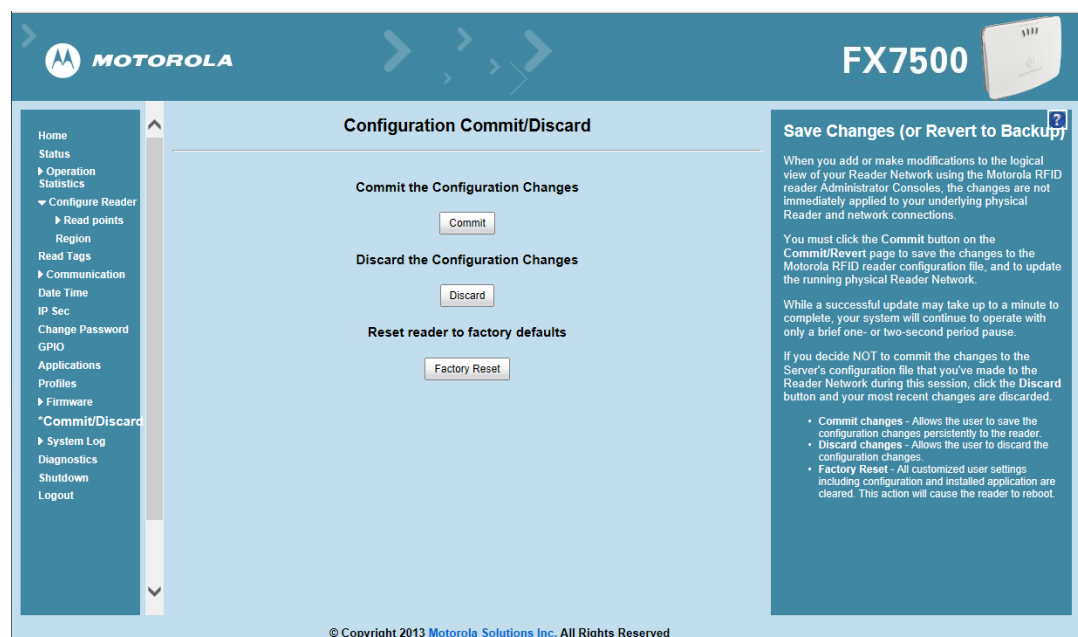 MOTOROLA
FX7500
Home
Status
Operation
Statistics
Configure Reader
Read points
Region
Read Tags
Communication
Date Time
IP Sec
Change Password
GPIO
Applications
Profiles
Firmware
*Commit/Discard
System Log
Diagnostics
Shutdown
Logout
Configuration Commit/Discard
Commit the Configuration Changes
Commit
Discard the Configuration Changes
Discard
Reset reader to factory defaults
Factory Reset
?
Save Changes (or Revert to Backup)
When you add or make modifications to the logical
view of your Reader Network using the Motorola RFID
reader Administrator Consoles, the changes are not
immediately applied to your underlying physical
Reader and network connections.
You must click the Commit button on the
Commit/Revert page to save the changes to the
Motorola RFID reader configuration file, and to update
the running physical Reader Network.
While a successful update may take up to a minute to
complete, your system will continue to operate with
only a brief one- or two-second period pause.
If you decide NOT to commit the changes to the
Server's configuration file that you've made to the
Reader Network during this session, click the Discard
button and your most recent changes are discarded.
• Commit changes - Allows the user to save the
configuration changes persistently to the reader.
• Discard changes - Allows the user to discard the
configuration changes.
• Factory Reset - All customized user settings
including configuration and installed application are
cleared. This action will cause the reader to reboot.
© Copyright 2013 Motorola Solutions Inc. All Rights Reserved